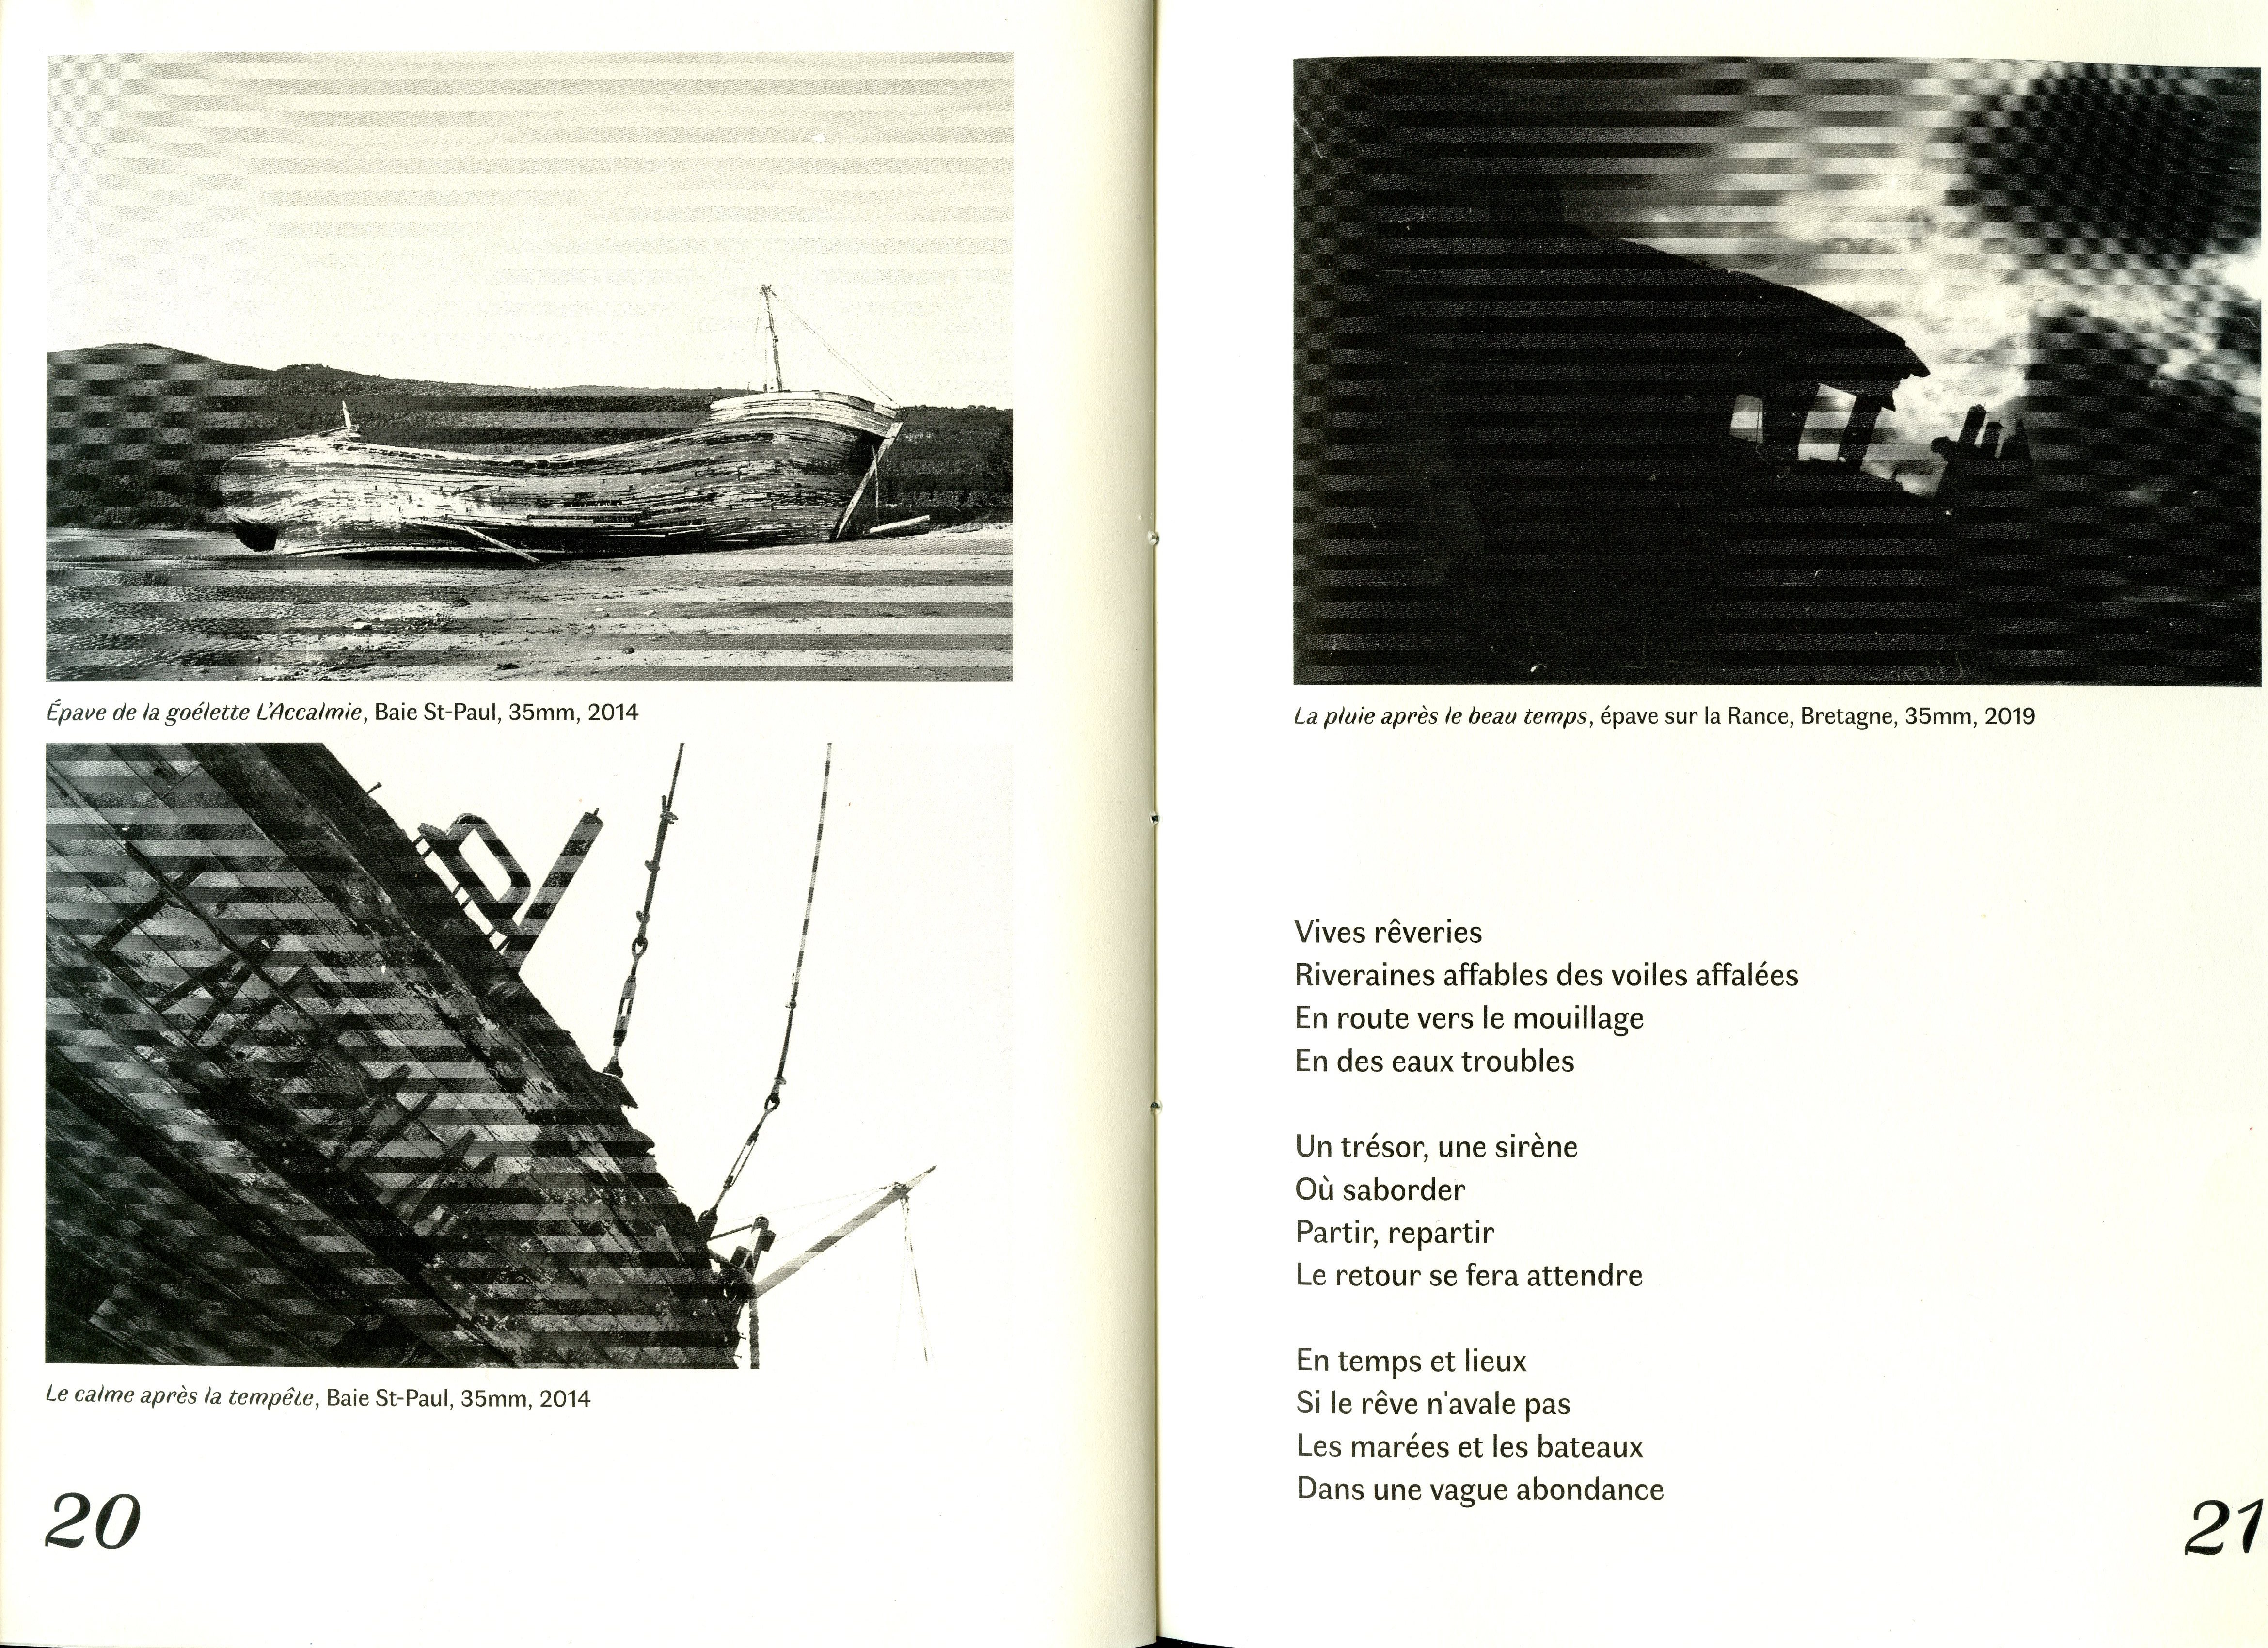 Épave de la goélette L'Accalmie, Baie St-Paul, 35mm, 2014
Le calme après la tempête, Baie St-Paul, 35mm, 2014
20
La pluie après le beau temps, épave sur la Rance, Bretagne, 35mm, 2019
Vives rêveries
Riveraines affables des voiles affalées
En route vers le mouillage
En des eaux troubles
Un trésor, une sirène
Où saborder
Partir, repartir
Le retour se fera attendre
En temps et lieux
Si le rêve n'avale pas
Les marées et les bateaux
Dans une vague abondance
21